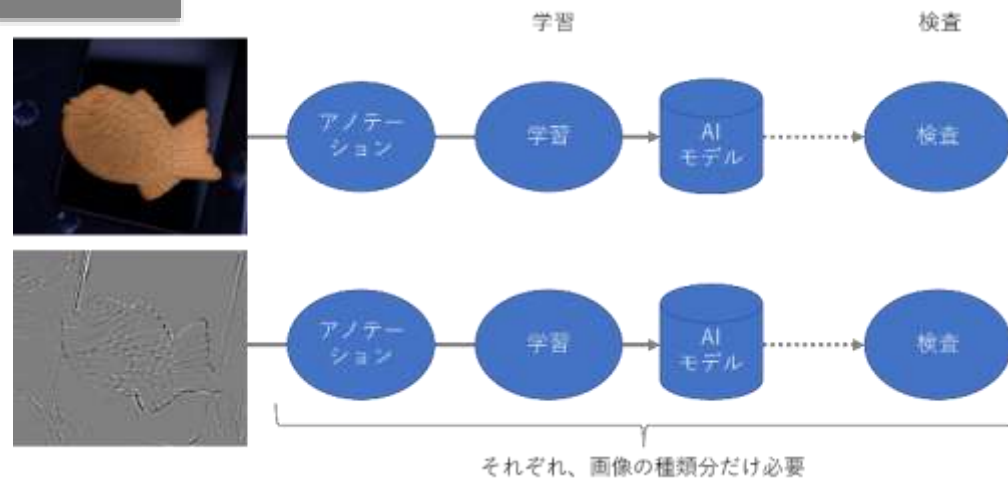 学習
検査
アノテー
ション
学習
AI
モデル
検査
アノテー
ション
学習
AI
モデル
検査
それぞれ、画像の種類分だけ必要